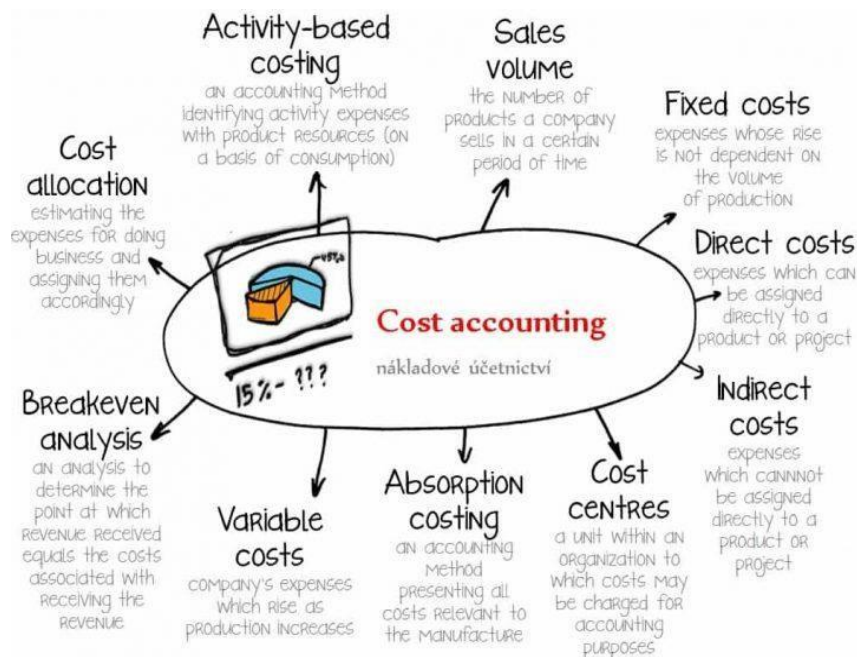 Activity-based
costing
an accounting method
identifying activity expenses
with product resources (on
a basis of consumption)
Sales
volume
the number of
products a company
sells in a certain
period of time
Fixed costs
expenses whose rise
is not dependent on
the volume
of production
Cost
allocation
estimating the
expenses for doing
business and
assigning them
accordingly
Direct costs
expenses which can
be assigned
directly to a
product or project
45%
Cost accounting
nákladové účetnictví
15%- ???
Indirect
costs
expenses
which cannnot
be assigned
directly to a
product or
project
Breakeven
analysis
an analysis to
determine the
point at which
revenue received
equals the costs
associated with
receiving the
revenue
Variable
costs
company's expenses
which rise as
production increases
Absorption
costing
an accounting
method
presenting all
costs relevant to
the manufacture
Cost
centres
a unit within an
organization to
which costs may
be charged for
accounting
purposes